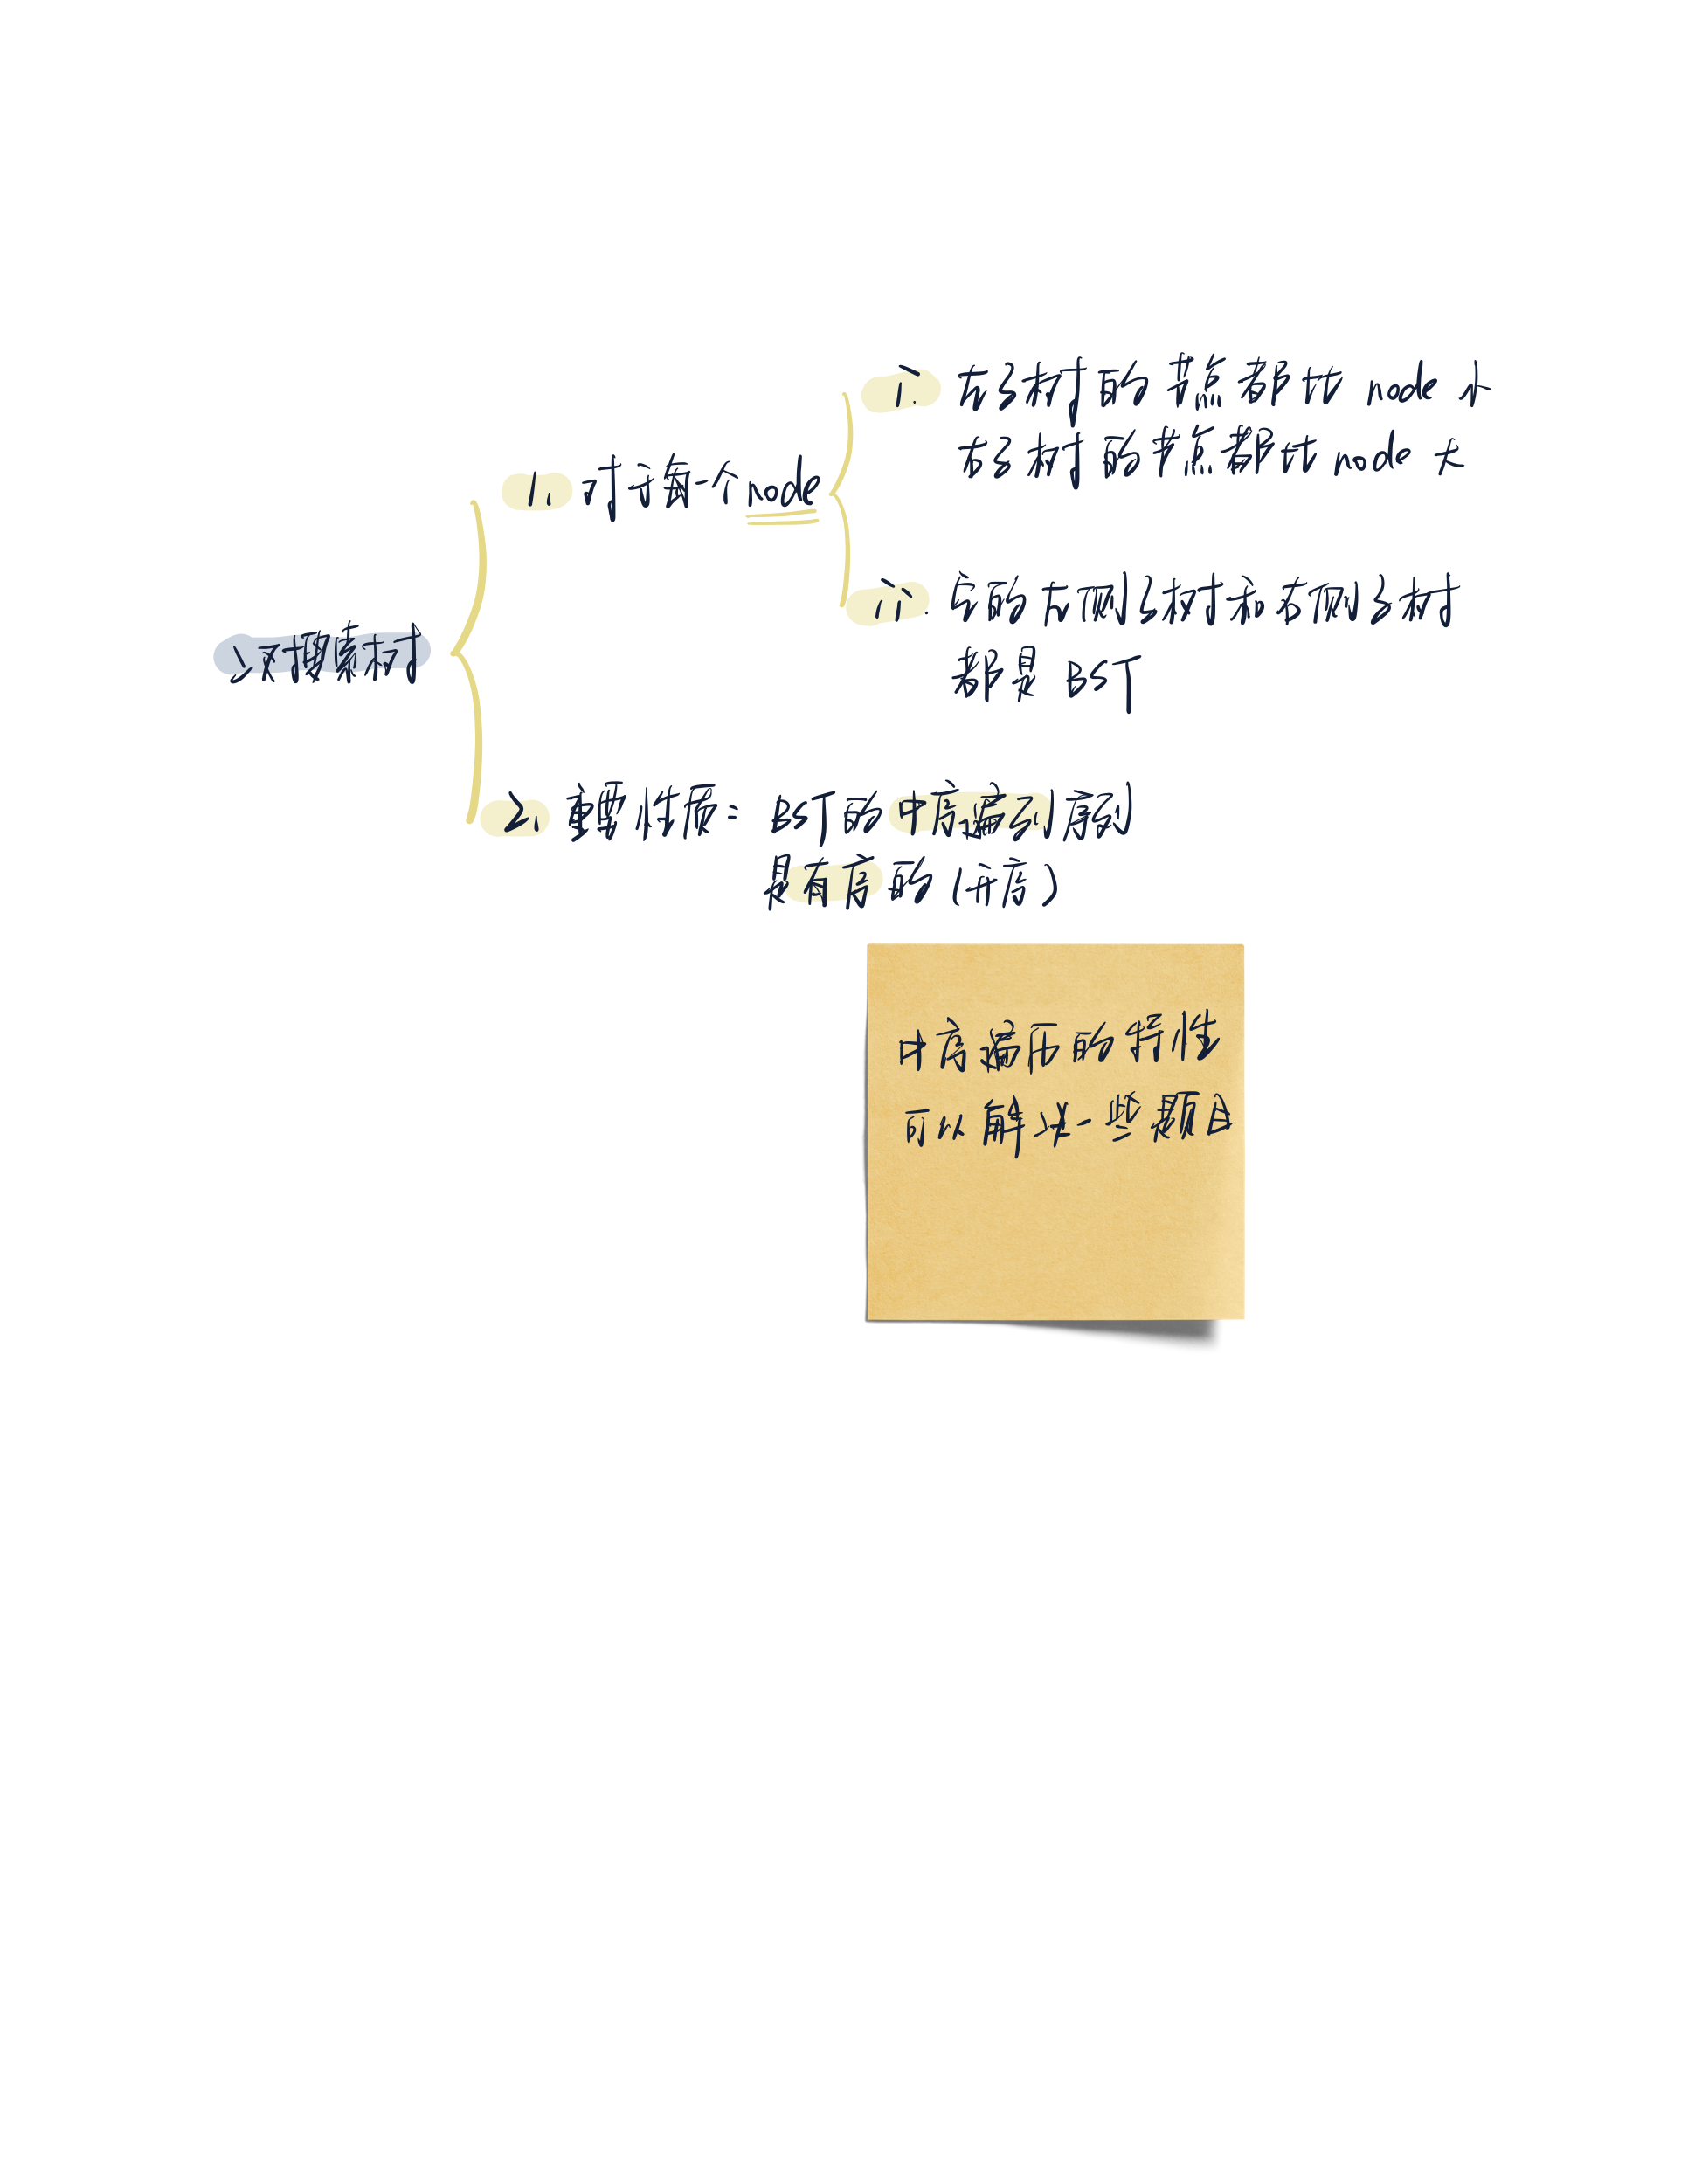 二叉搜索树
1、对于每一个node
i. 左子树的节点都比 node 小
右子树的节点都比 node 大
ii. 它的左侧子树和右侧子树
都是 BST
2、重要性质: BST的中序遍列序列
是有序的(升序)
中序遍历的特性
可以解决一些题目